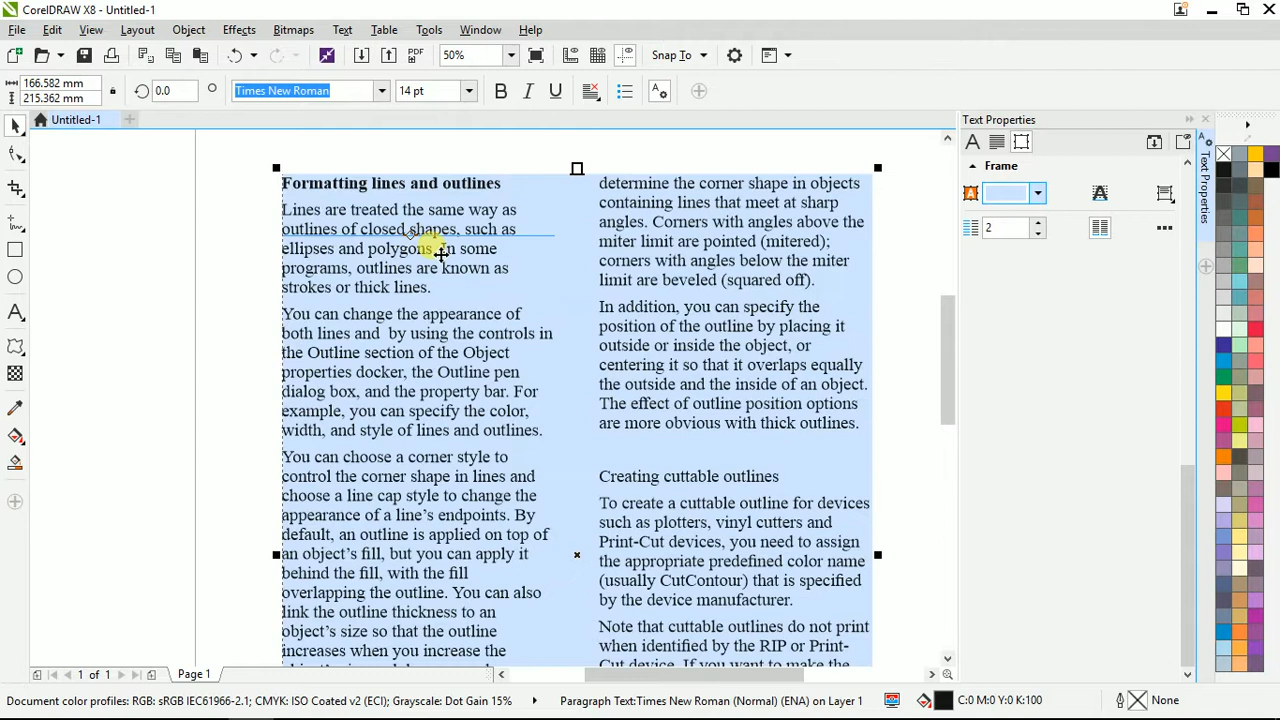 CorelDRAW X8 - Untitled-1
File Edit View Layout Object Effects Bitmaps Text Table Tools Window Help
PDF 50% Snap To
166.582 mm
215.362 mm
0.0
Times New Roman
14 pt
B I U
Untitled-1
Text Properties
Frame
2
Text Properties
Formatting lines and outlines
Lines are treated the same way as
outlines of closed shapes, such as
ellipses and polygons. In some
programs, outlines are known as
strokes or thick lines.
You can change the appearance of
both lines and  by using the controls in
the Outline section of the Object
properties docker, the Outline pen
dialog box, and the property bar. For
example, you can specify the color,
width, and style of lines and outlines.
You can choose a corner style to
control the corner shape in lines and
choose a line cap style to change the
appearance of a line’s endpoints. By
default, an outline is applied on top of
an object’s fill, but you can apply it
behind the fill, with the fill
overlapping the outline. You can also
link the outline thickness to an
object’s size so that the outline
increases when you increase the
determine the corner shape in objects
containing lines that meet at sharp
angles. Corners with angles above the
miter limit are pointed (mitered);
corners with angles below the miter
limit are beveled (squared off).
In addition, you can specify the
position of the outline by placing it
outside or inside the object, or
centering it so that it overlaps equally
the outside and the inside of an object.
The effect of outline position options
are more obvious with thick outlines.
Creating cuttable outlines
To create a cuttable outline for devices
such as plotters, vinyl cutters and
Print-Cut devices, you need to assign
the appropriate predefined color name
(usually CutContour) that is specified
by the device manufacturer.
Note that cuttable outlines do not print
when identified by the RIP or Print-
Cut device. If you want to make the
1 of 1
Page 1
Document color profiles: sRGB IEC61966-2.1; CMYK: ISO Coated v2 (ECI); Grayscale: Dot Gain 15%
Paragraph Text:Times New Roman (Normal) (ENA) on Layer 1
C:0 M:0 Y:0 K:100
None